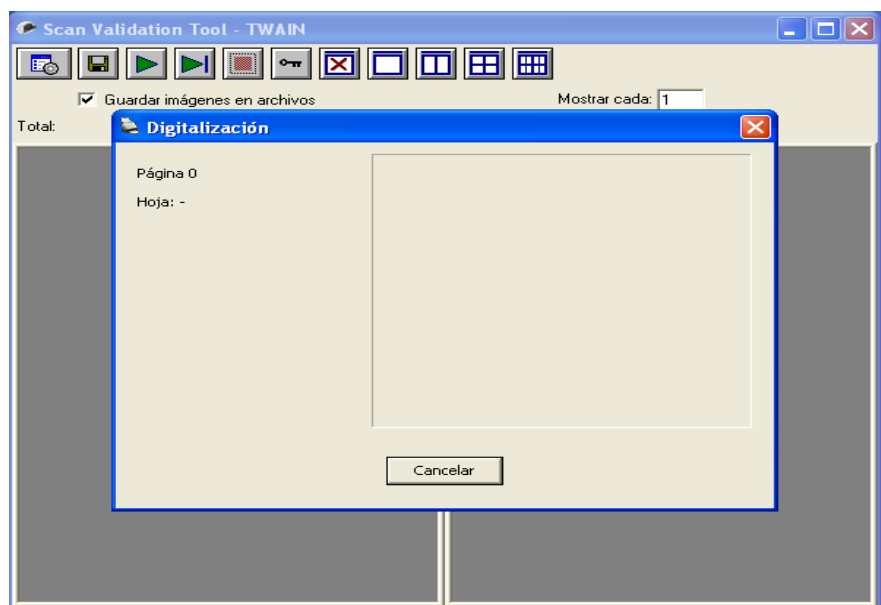 Scan Validation Tool - TWAIN
Guardar imágenes en archivos
Mostrar cada: 1
Total:
Digitalización
Página 0
Hoja: -
Cancelar